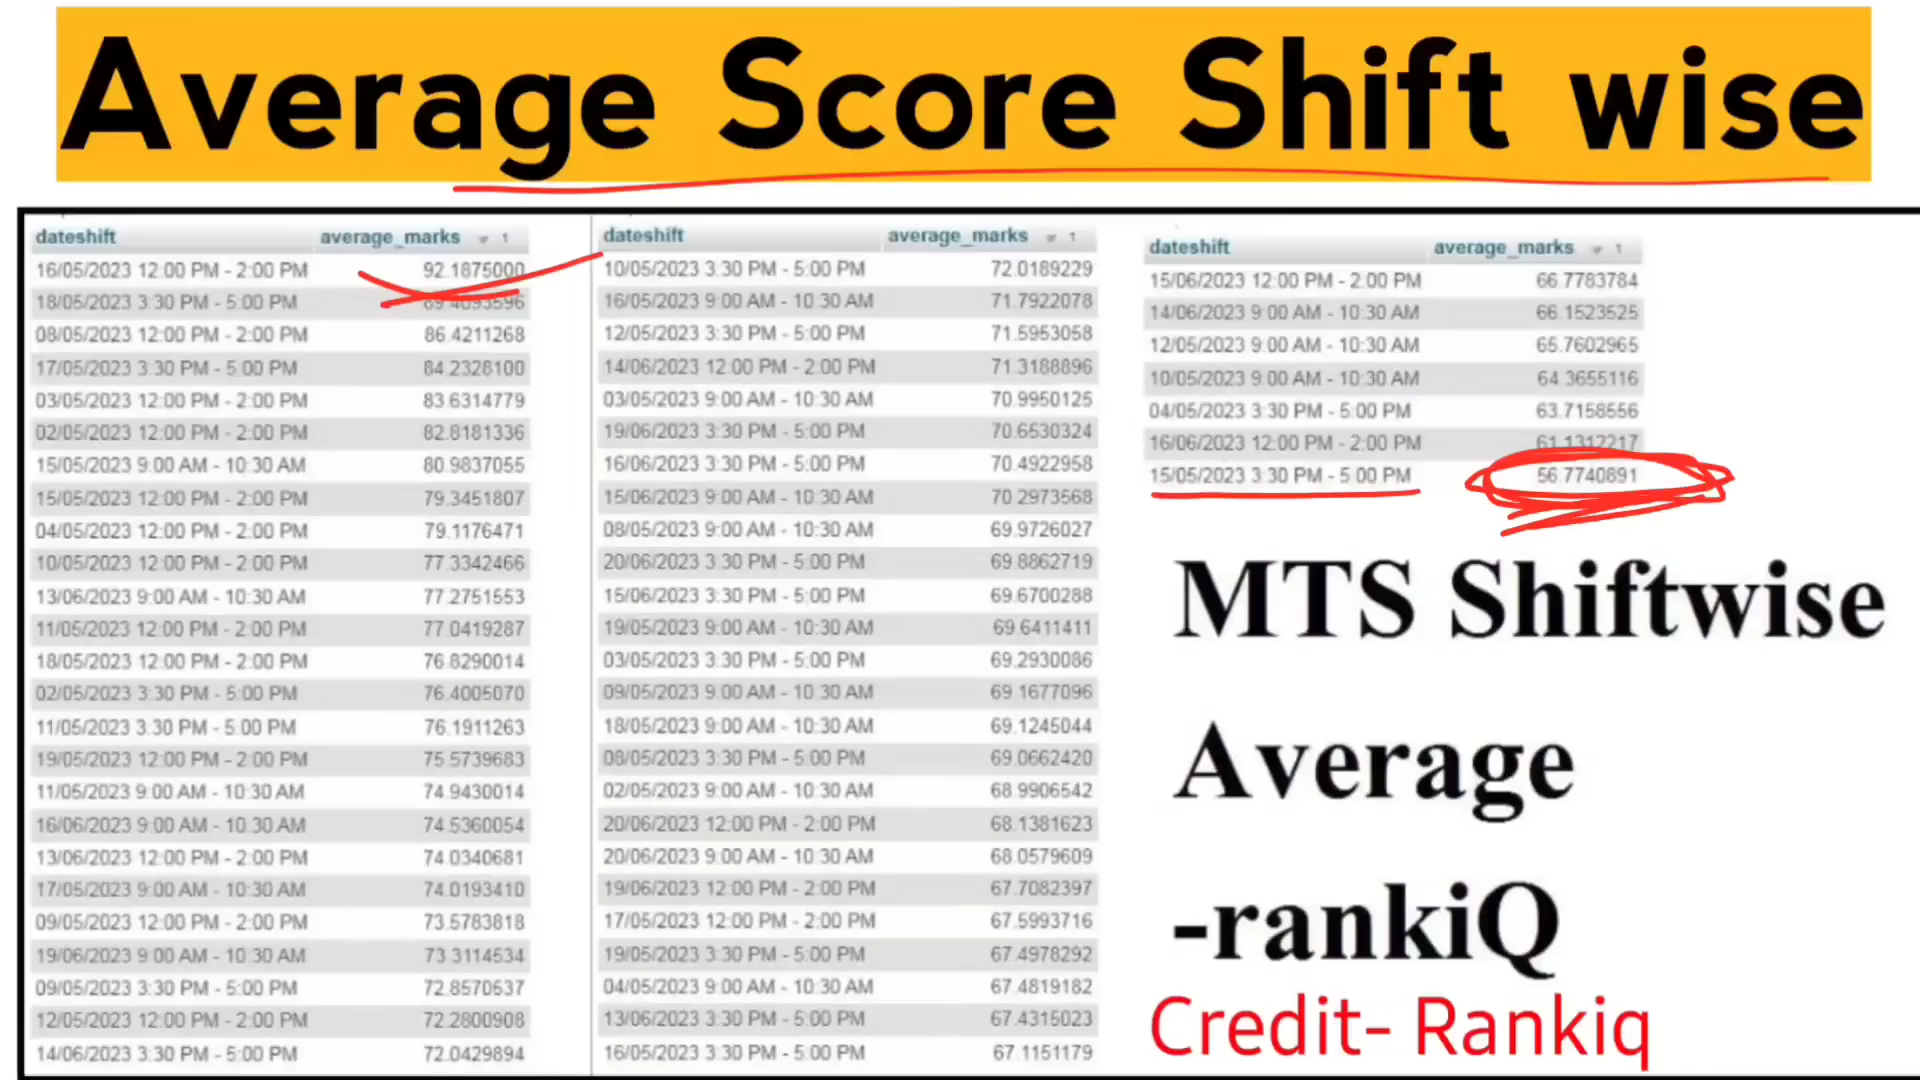 Average Score Shift wise
dateshift average_marks 1
16/05/2023 12:00 PM - 2:00 PM 92.1875000
18/05/2023 3:30 PM - 5:00 PM
08/05/2023 12:00 PM - 2:00 PM 86.4211268
17/05/2023 3:30 PM - 5:00 PM 84.2328100
03/05/2023 12:00 PM - 2:00 PM 83.6314779
02/05/2023 12:00 PM - 2:00 PM 82.8181336
15/05/2023 9:00 AM - 10:30 AM 80.9837055
15/05/2023 12:00 PM - 2:00 PM 79.3451807
04/05/2023 12:00 PM - 2:00 PM 79.1176471
10/05/2023 12:00 PM - 2:00 PM 77.3342466
13/06/2023 9:00 AM - 10:30 AM 77.2751553
11/05/2023 12:00 PM - 2:00 PM 77.0419287
18/05/2023 12:00 PM - 2:00 PM 76.8290014
02/05/2023 3:30 PM - 5:00 PM 76.4005070
11/05/2023 3:30 PM - 5:00 PM 76.1911263
19/05/2023 12:00 PM - 2:00 PM 75.5739683
11/05/2023 9:00 AM - 10:30 AM 74.9430014
16/06/2023 9:00 AM - 10:30 AM 74.5360054
13/06/2023 12:00 PM - 2:00 PM 74.0340681
17/05/2023 9:00 AM - 10:30 AM 74.0193410
09/05/2023 12:00 PM - 2:00 PM 73.5783818
19/06/2023 9:00 AM - 10:30 AM 73.3114534
09/05/2023 3:30 PM - 5:00 PM 72.8570537
12/05/2023 12:00 PM - 2:00 PM 72.2800908
14/06/2023 3:30 PM - 5:00 PM 72.0429894
dateshift average_marks 1
10/05/2023 3:30 PM - 5:00 PM 72.0189229
16/05/2023 9:00 AM - 10:30 AM 71.7922078
12/05/2023 3:30 PM - 5:00 PM 71.5953058
14/06/2023 12:00 PM - 2:00 PM 71.3188896
03/05/2023 9:00 AM - 10:30 AM 70.9950125
19/06/2023 3:30 PM - 5:00 PM 70.6530324
16/06/2023 3:30 PM - 5:00 PM 70.4922958
15/06/2023 9:00 AM - 10:30 AM 70.2973568
08/05/2023 9:00 AM - 10:30 AM 69.9726027
20/06/2023 3:30 PM - 5:00 PM 69.8862719
15/06/2023 3:30 PM - 5:00 PM 69.6700288
19/05/2023 9:00 AM - 10:30 AM 69.6411411
03/05/2023 3:30 PM - 5:00 PM 69.2930086
09/05/2023 9:00 AM - 10:30 AM 69.1677096
18/05/2023 9:00 AM - 10:30 AM 69.1245044
08/05/2023 3:30 PM - 5:00 PM 69.0662420
02/05/2023 9:00 AM - 10:30 AM 68.9906542
20/06/2023 12:00 PM - 2:00 PM 68.1381623
20/06/2023 9:00 AM - 10:30 AM 68.0579609
19/06/2023 12:00 PM - 2:00 PM 67.7082397
17/05/2023 12:00 PM - 2:00 PM 67.5993716
19/05/2023 3:30 PM - 5:00 PM 67.4978292
04/05/2023 9:00 AM - 10:30 AM 67.4819182
13/06/2023 3:30 PM - 5:00 PM 67.4315023
16/05/2023 3:30 PM - 5:00 PM 67.1151179
dateshift average_marks 1
15/06/2023 12:00 PM - 2:00 PM 66.7783784
14/06/2023 9:00 AM - 10:30 AM 66.1523525
12/05/2023 9:00 AM - 10:30 AM 65.7602965
10/05/2023 9:00 AM - 10:30 AM 64.3655116
04/05/2023 3:30 PM - 5:00 PM 63.7158556
16/06/2023 12:00 PM - 2:00 PM 61.1312217
15/05/2023 3:30 PM - 5:00 PM 56.7740891
MTS Shiftwise
Average
-rankiQ
Credit- Rankiq